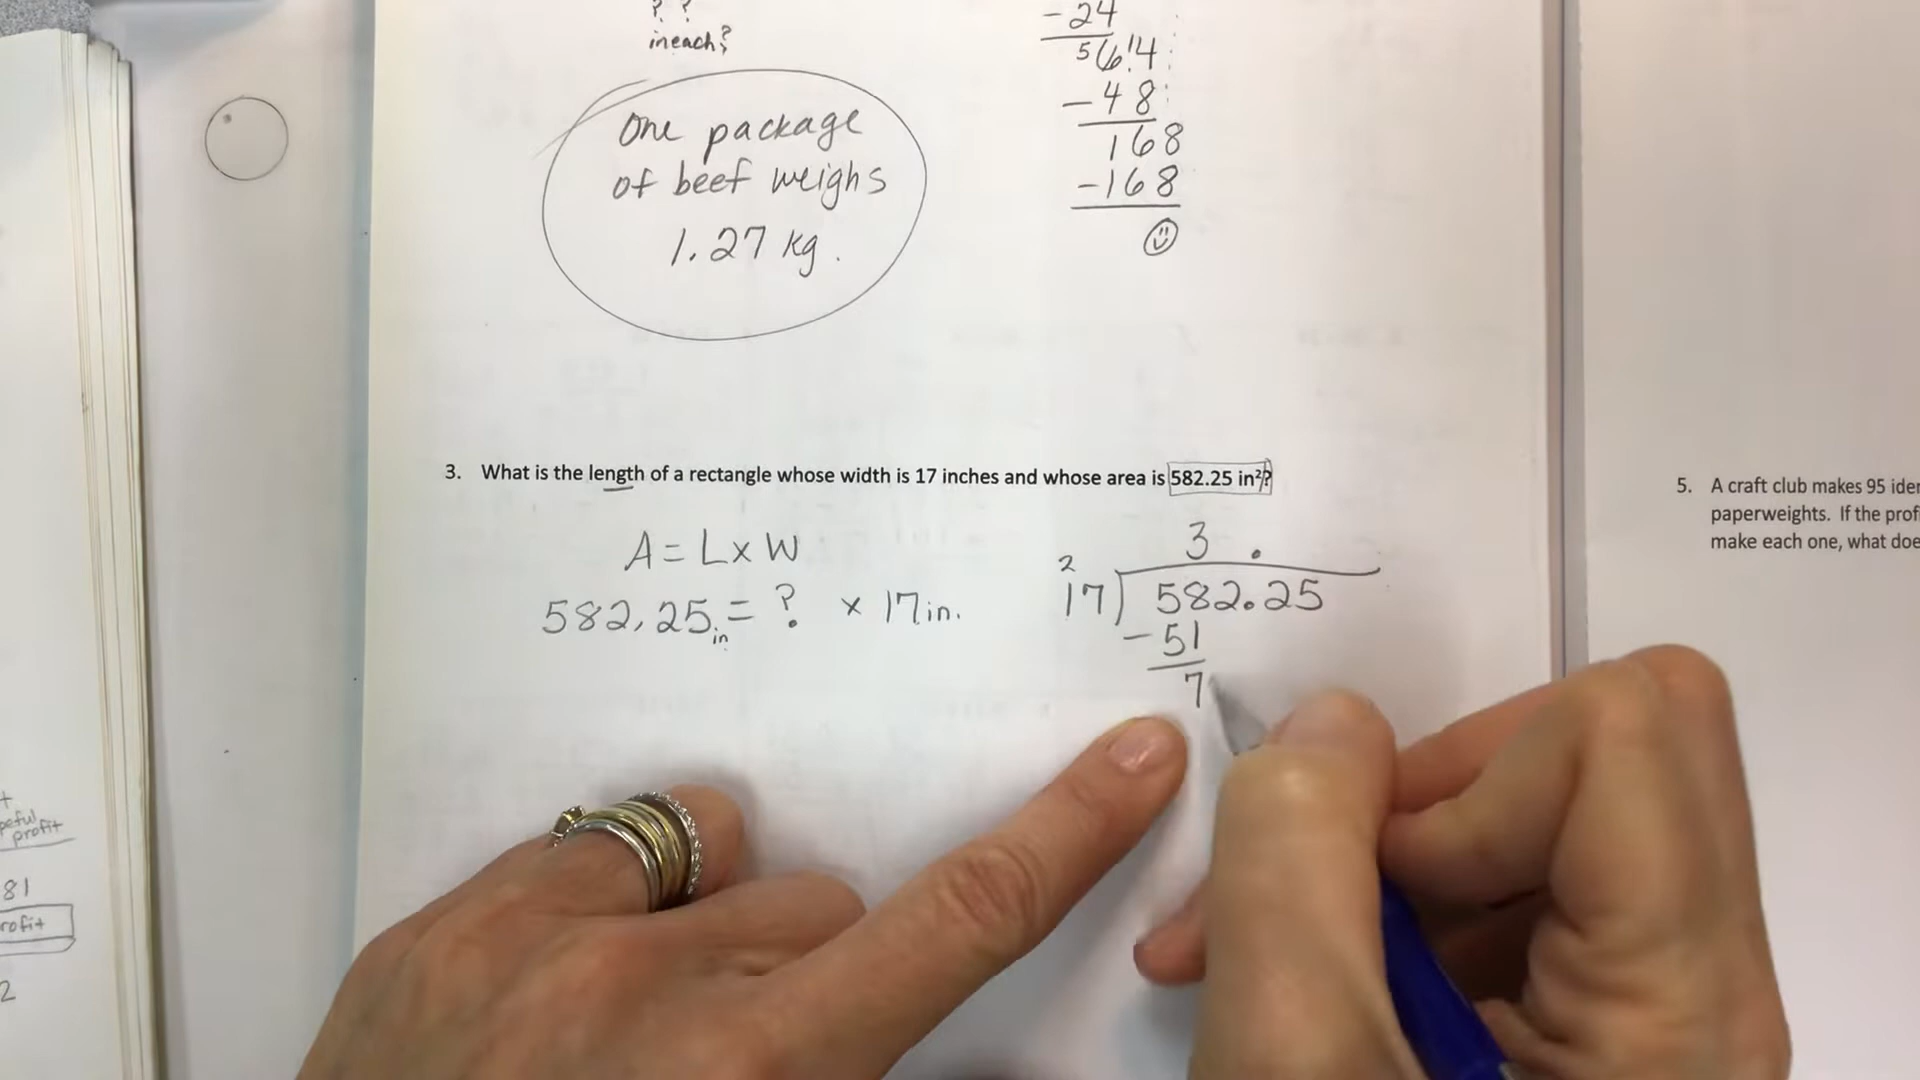 ? ?
in each?
One package
of beef weighs
1.27 kg.
-24
5614
-48
168
-168
3. What is the length of a rectangle whose width is 17 inches and whose area is 582.25 in²?
A = L x W
582.25 in = ? x 17 in.
3 .
2
17) 582.25
-51
7
5. A craft club makes 95 iden
paperweights. If the prof
make each one, what doe
+
peful
profit
81
rofit
2